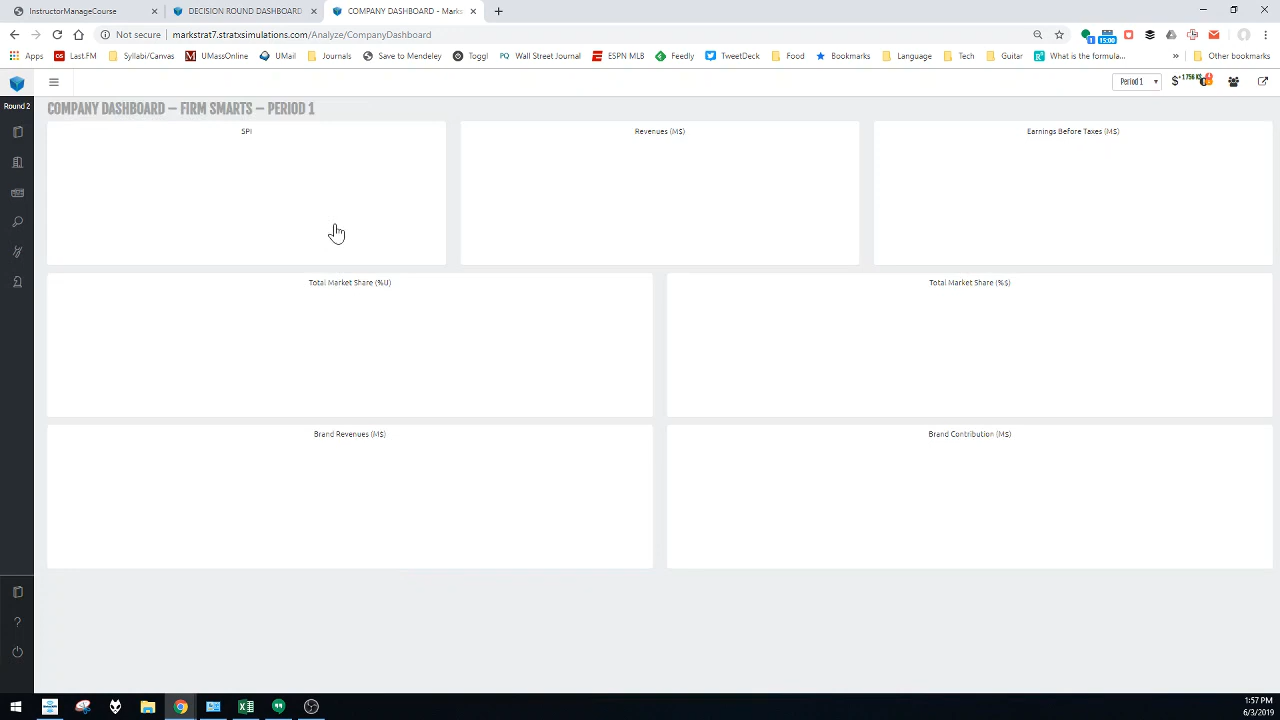 InstructorManageCourse
DECISION ROUND DASHBOARD
COMPANY DASHBOARD - Marks
Not secure
markstrat7.stratxsimulations.com/Analyze/CompanyDashboard
15:00
Apps
Last.FM
Syllabi/Canvas
UMassOnline
UMail
Journals
Save to Mendeley
Toggl
PQ
Wall Street Journal
ESPN MLB
Feedly
TweetDeck
Food
Bookmarks
Language
Tech
Guitar
What is the formula...
»
Other bookmarks
Period 1
$
Round 2
COMPANY DASHBOARD – FIRM SMARTS – PERIOD 1
SPI
Revenues (M$)
Earnings Before Taxes (M$)
Total Market Share (%U)
Total Market Share (%$)
Brand Revenues (M$)
Brand Contribution (M$)
?
1:57 PM
6/3/2019